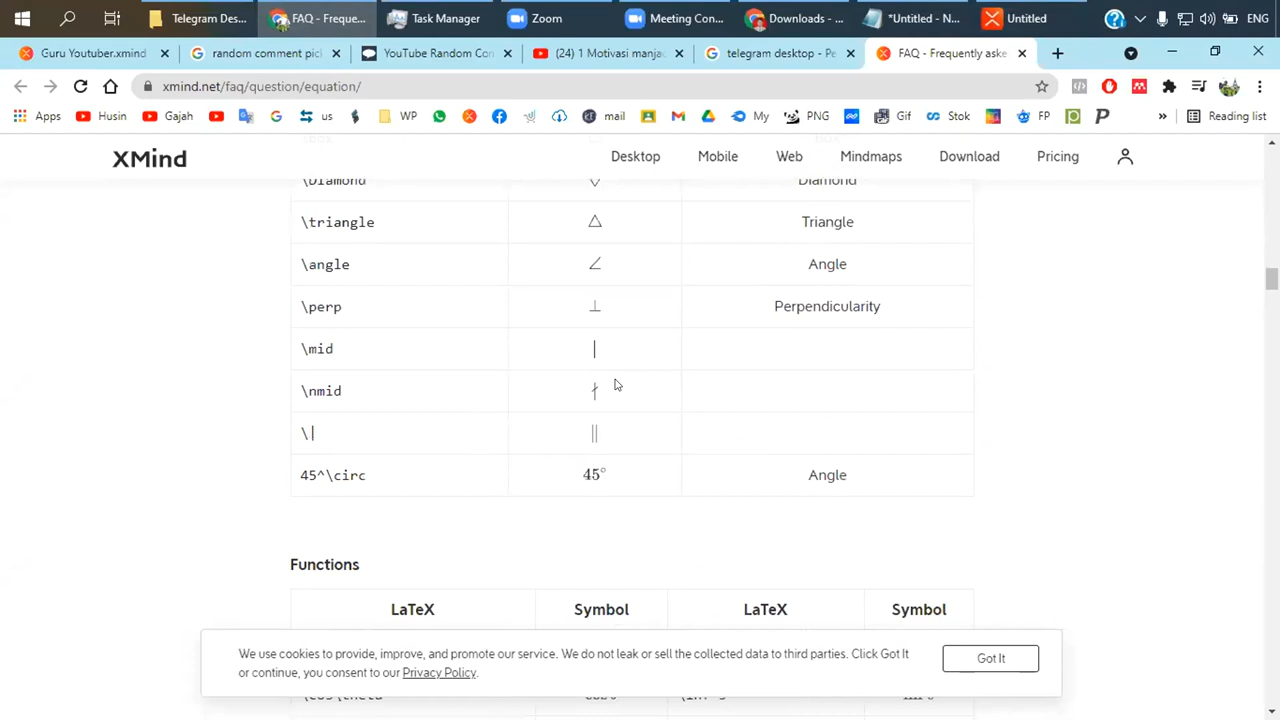 Telegram Des...
FAQ - Freque...
Task Manager
Zoom
Meeting Con...
Downloads - ...
*Untitled - N...
Untitled
ENG
Guru Youtuber.xmind
random comment pick
YouTube Random Con
(24) 1 Motivasi manja
telegram desktop - Pe
FAQ - Frequently aske
xmind.net/faq/question/equation/
Apps
Husin
Gajah
us
WP
mail
My
PNG
Gif
Stok
FP
Reading list
XMind
Desktop
Mobile
Web
Mindmaps
Download
Pricing
\Diamond ◇ Diamond
\triangle △ Triangle
\angle ∠ Angle
\perp ⊥ Perpendicularity
\mid ∣
\nmid ∤
\| ∥
45^\circ 45° Angle
Functions
LaTeX Symbol LaTeX Symbol
We use cookies to provide, improve, and promote our service. We do not leak or sell the collected data to third parties. Click Got It
or continue, you consent to our Privacy Policy.
Got It